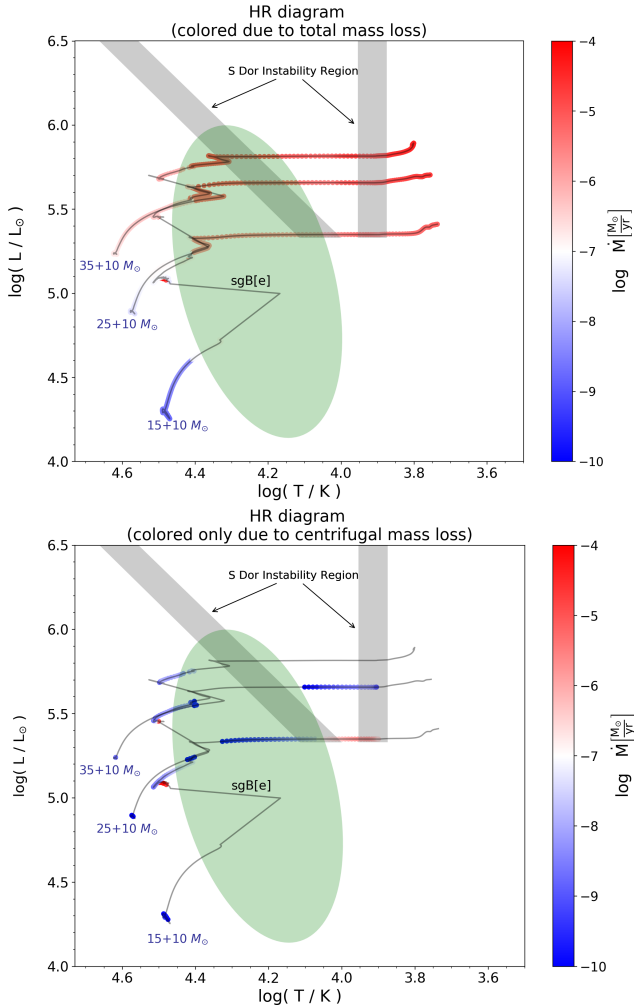 HR diagram
(colored due to total mass loss)
6.5
6.0
5.5
5.0
4.5
4.0
log( L / L☉ )
S Dor Instability Region
35+10 M☉
25+10 M☉
sgB[e]
15+10 M☉
4.6
4.4
4.2
4.0
3.8
3.6
log( T / K )
−4
−5
−6
−7
−8
−9
−10
log Ṁ[M☉/yr]
HR diagram
(colored only due to centrifugal mass loss)
6.5
6.0
5.5
5.0
4.5
4.0
log( L / L☉ )
S Dor Instability Region
35+10 M☉
sgB[e]
25+10 M☉
15+10 M☉
4.6
4.4
4.2
4.0
3.8
3.6
log( T / K )
−4
−5
−6
−7
−8
−9
−10
log Ṁ[M☉/yr]